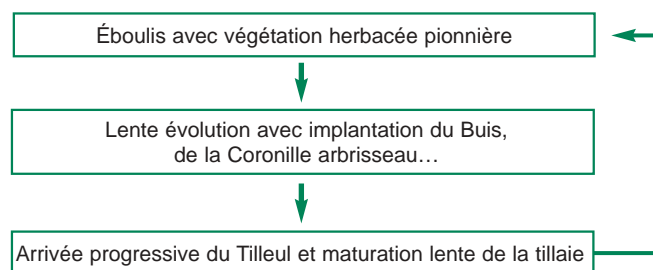 Éboulis avec végétation herbacée pionnière
Lente évolution avec implantation du Buis,
de la Coronille arbrisseau…
Arrivée progressive du Tilleul et maturation lente de la tillaie